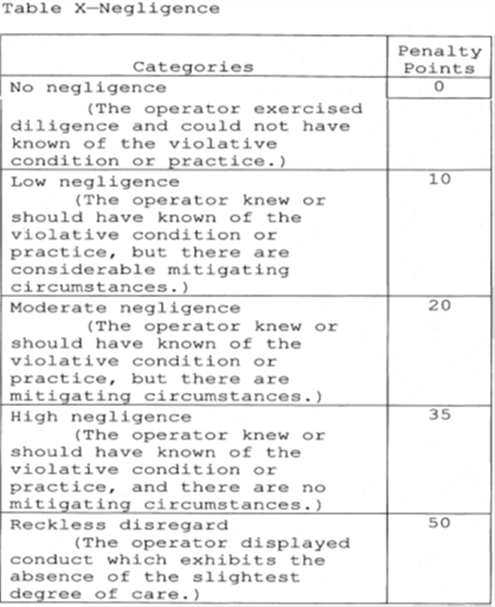 Table X—Negligence
Categories
Penalty
Points
No negligence
0
(The operator exercised
diligence and could not have
known of the violative
condition or practice.)
Low negligence
10
(The operator knew or
should have known of the
violative condition or
practice, but there are
considerable mitigating
circumstances.)
Moderate negligence
20
(The operator knew or
should have known of the
violative condition or
practice, but there are
mitigating circumstances.)
High negligence
35
(The operator knew or
should have known of the
violative condition or
practice, and there are no
mitigating circumstances.)
Reckless disregard
50
(The operator displayed
conduct which exhibits the
absence of the slightest
degree of care.)